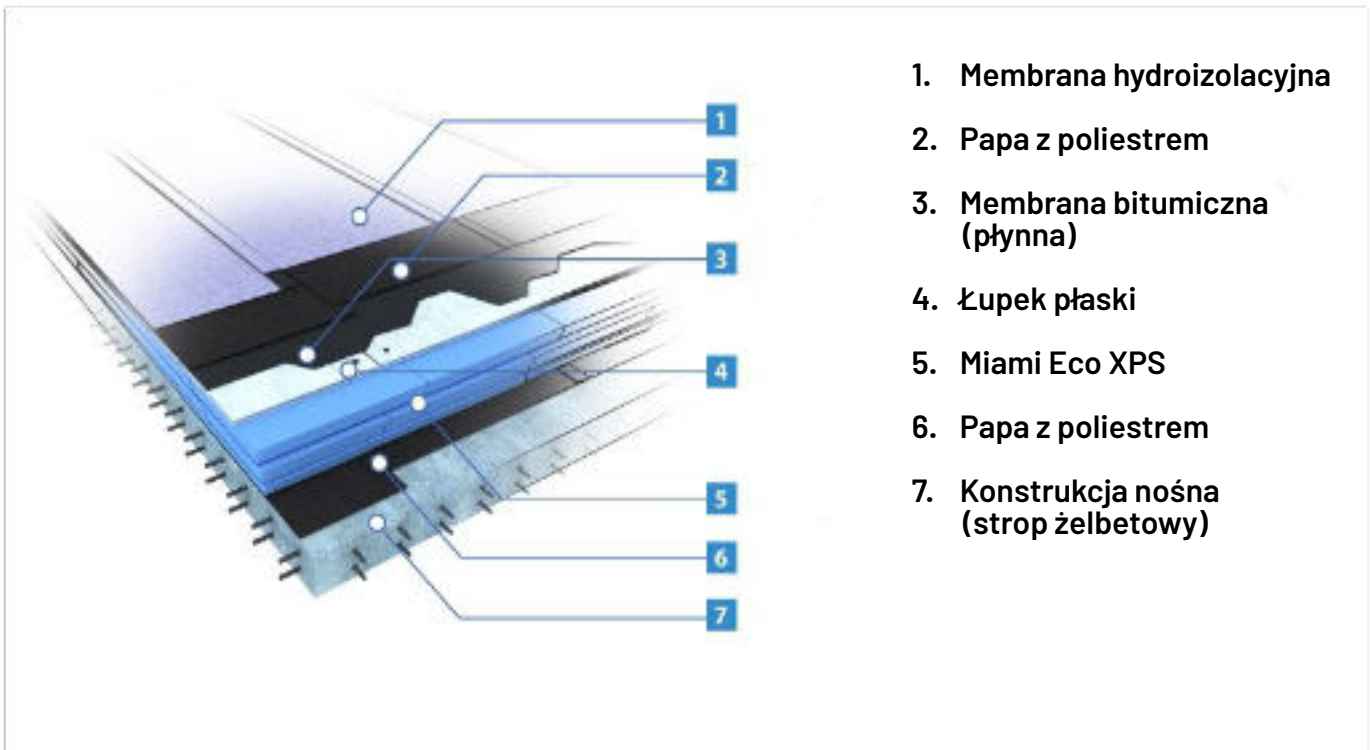 1
2
3
4
5
6
7
1. Membrana hydroizolacyjna
2. Papa z poliestrem
3. Membrana bitumiczna
(płynna)
4. Łupek płaski
5. Miami Eco XPS
6. Papa z poliestrem
7. Konstrukcja nośna
(strop żelbetowy)